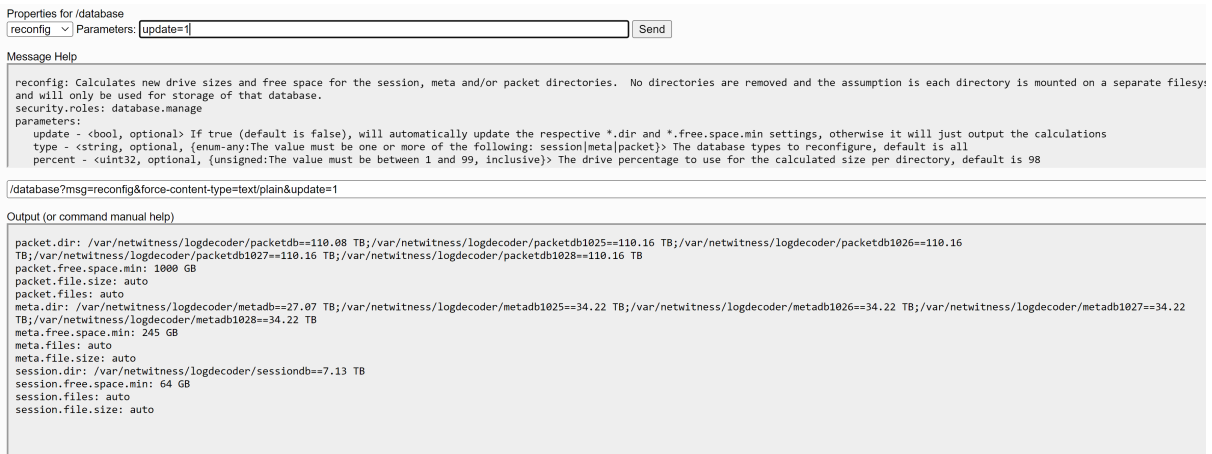 Properties for /database
reconfig Parameters: update=1 Send
Message Help
reconfig: Calculates new drive sizes and free space for the session, meta and/or packet directories.  No directories are removed and the assumption is each directory is mounted on a separate filesys
and will only be used for storage of that database.
security.roles: database.manage
parameters:
update - <bool, optional> If true (default is false), will automatically update the respective *.dir and *.free.space.min settings, otherwise it will just output the calculations
type - <string, optional, {enum-any:The value must be one or more of the following: session|meta|packet}> The database types to reconfigure, default is all
percent - <uint32, optional, {unsigned:The value must be between 1 and 99, inclusive}> The drive percentage to use for the calculated size per directory, default is 98
/database?msg=reconfig&force-content-type=text/plain&update=1
Output (or command manual help)
packet.dir: /var/netwitness/logdecoder/packetdb==110.08 TB;/var/netwitness/logdecoder/packetdb1025==110.16 TB;/var/netwitness/logdecoder/packetdb1026==110.16
TB;/var/netwitness/logdecoder/packetdb1027==110.16 TB;/var/netwitness/logdecoder/packetdb1028==110.16 TB
packet.free.space.min: 1000 GB
packet.file.size: auto
packet.files: auto
meta.dir: /var/netwitness/logdecoder/metadb==27.07 TB;/var/netwitness/logdecoder/metadb1025==34.22 TB;/var/netwitness/logdecoder/metadb1026==34.22 TB;/var/netwitness/logdecoder/metadb1027==34.22
TB;/var/netwitness/logdecoder/metadb1028==34.22 TB
meta.free.space.min: 245 GB
meta.files: auto
meta.file.size: auto
session.dir: /var/netwitness/logdecoder/sessiondb==7.13 TB
session.free.space.min: 64 GB
session.files: auto
session.file.size: auto